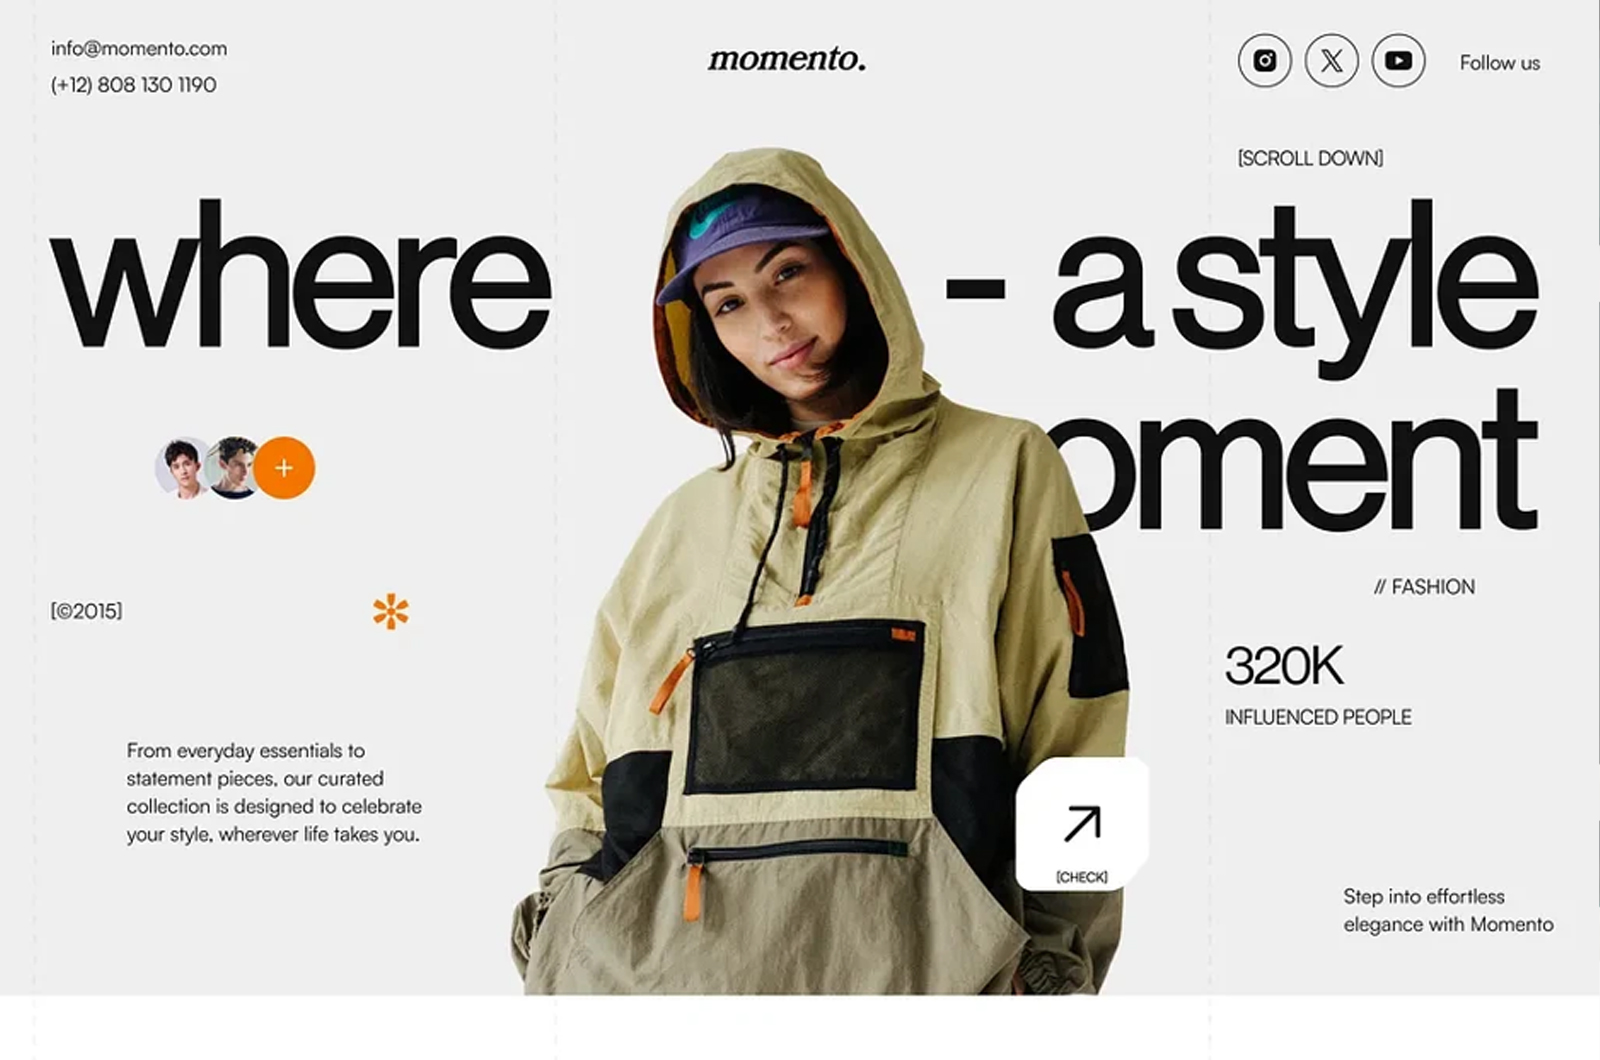 info@momento.com
(+12) 808 130 1190
momento.
Follow us
[SCROLL DOWN]
where - a style
oment
[©2015]
// FASHION
320K
INFLUENCED PEOPLE
From everyday essentials to
statement pieces, our curated
collection is designed to celebrate
your style, wherever life takes you.
[CHECK]
Step into effortless
elegance with Momento